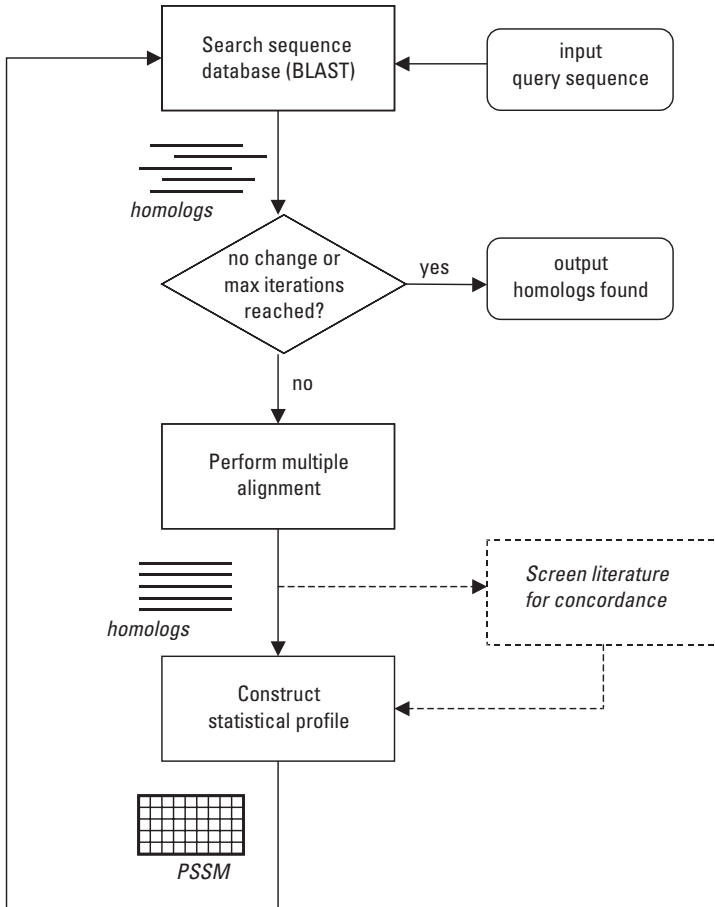 Search sequence
database (BLAST)
input
query sequence
homologs
no change or
max iterations
reached?
yes
output
homologs found
no
Perform multiple
alignment
Screen literature
for concordance
homologs
Construct
statistical profile
PSSM